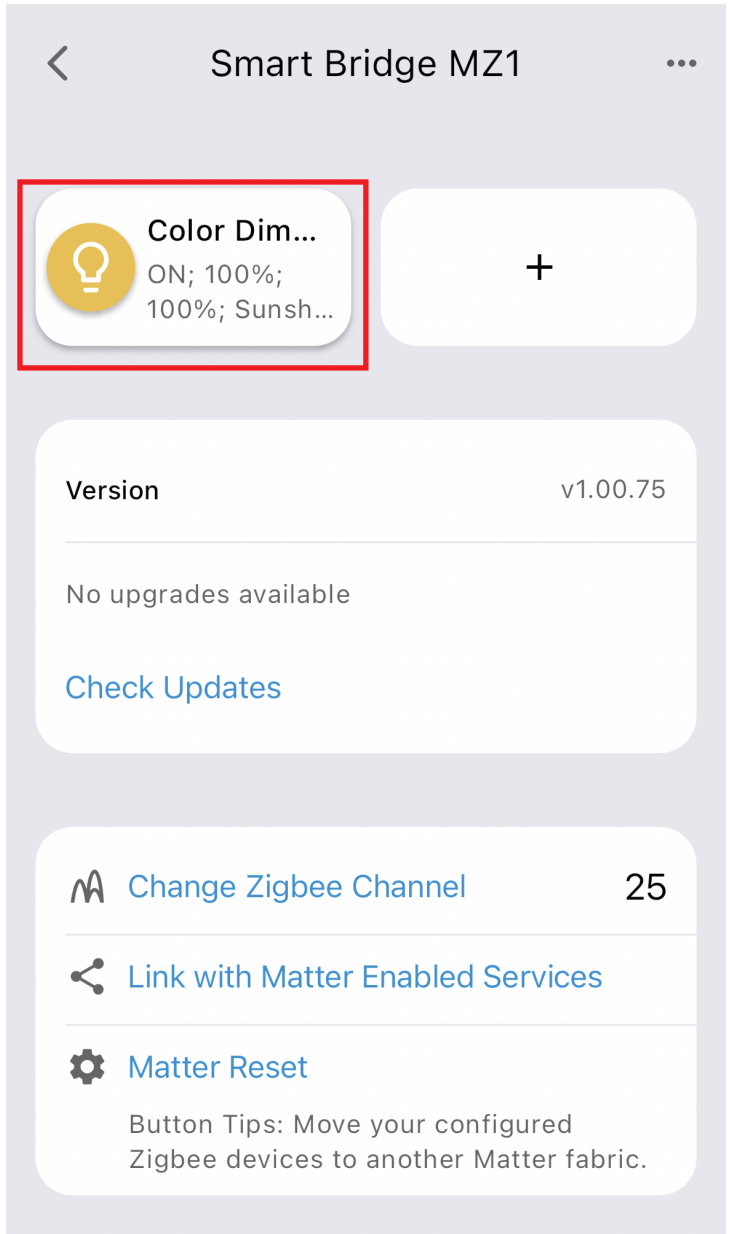 Smart Bridge MZ1
Color Dim...
ON; 100%;
100%; Sunsh...
+
Version
v1.00.75
No upgrades available
Check Updates
Change Zigbee Channel
25
Link with Matter Enabled Services
Matter Reset
Button Tips: Move your configured
Zigbee devices to another Matter fabric.